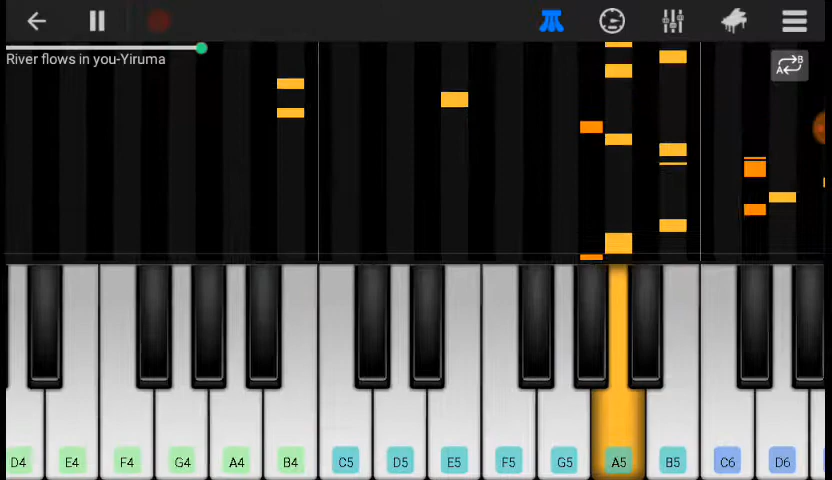 River flows in you-Yiruma
A B
D4 E4 F4 G4 A4 B4 C5 D5 E5 F5 G5 A5 B5 C6 D6